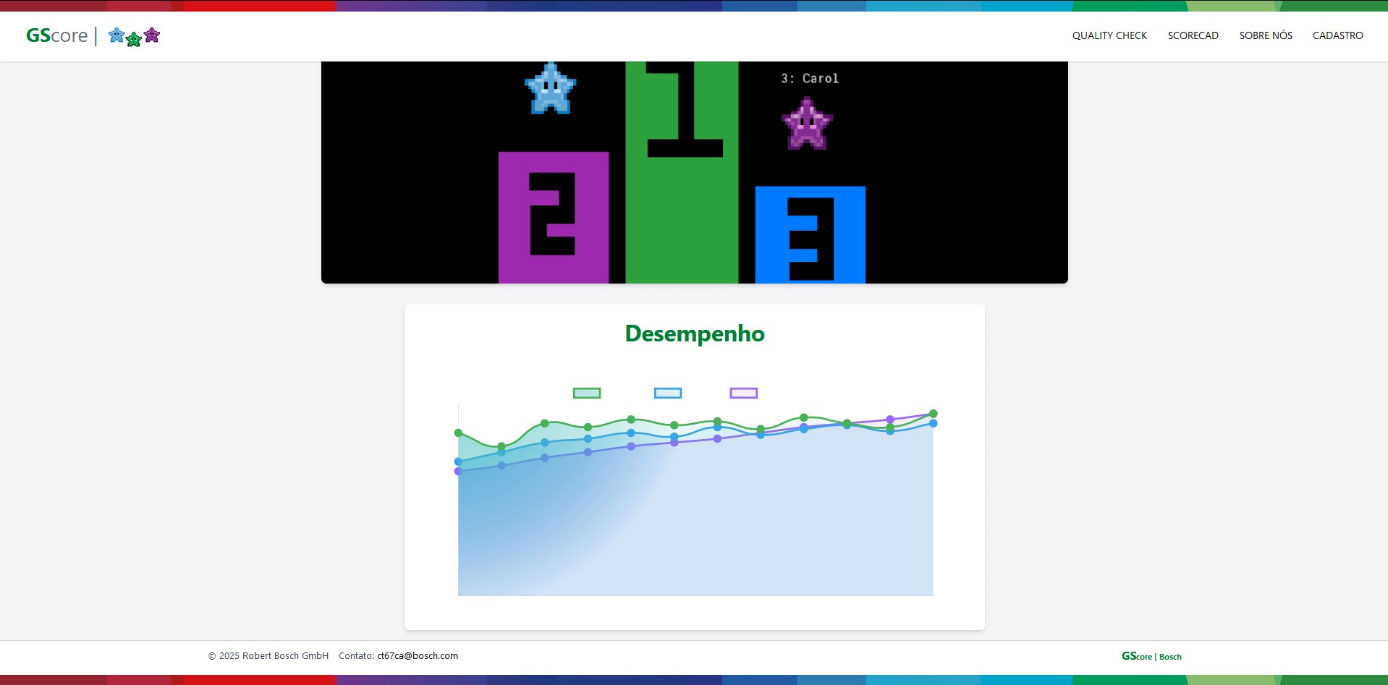 GScore |
QUALITY CHECK
SCORECAD
SOBRE NÓS
CADASTRO
3: Carol
1
2
3
Desempenho
© 2025 Robert Bosch GmbH Contato: ct67ca@bosch.com
GScore | Bosch